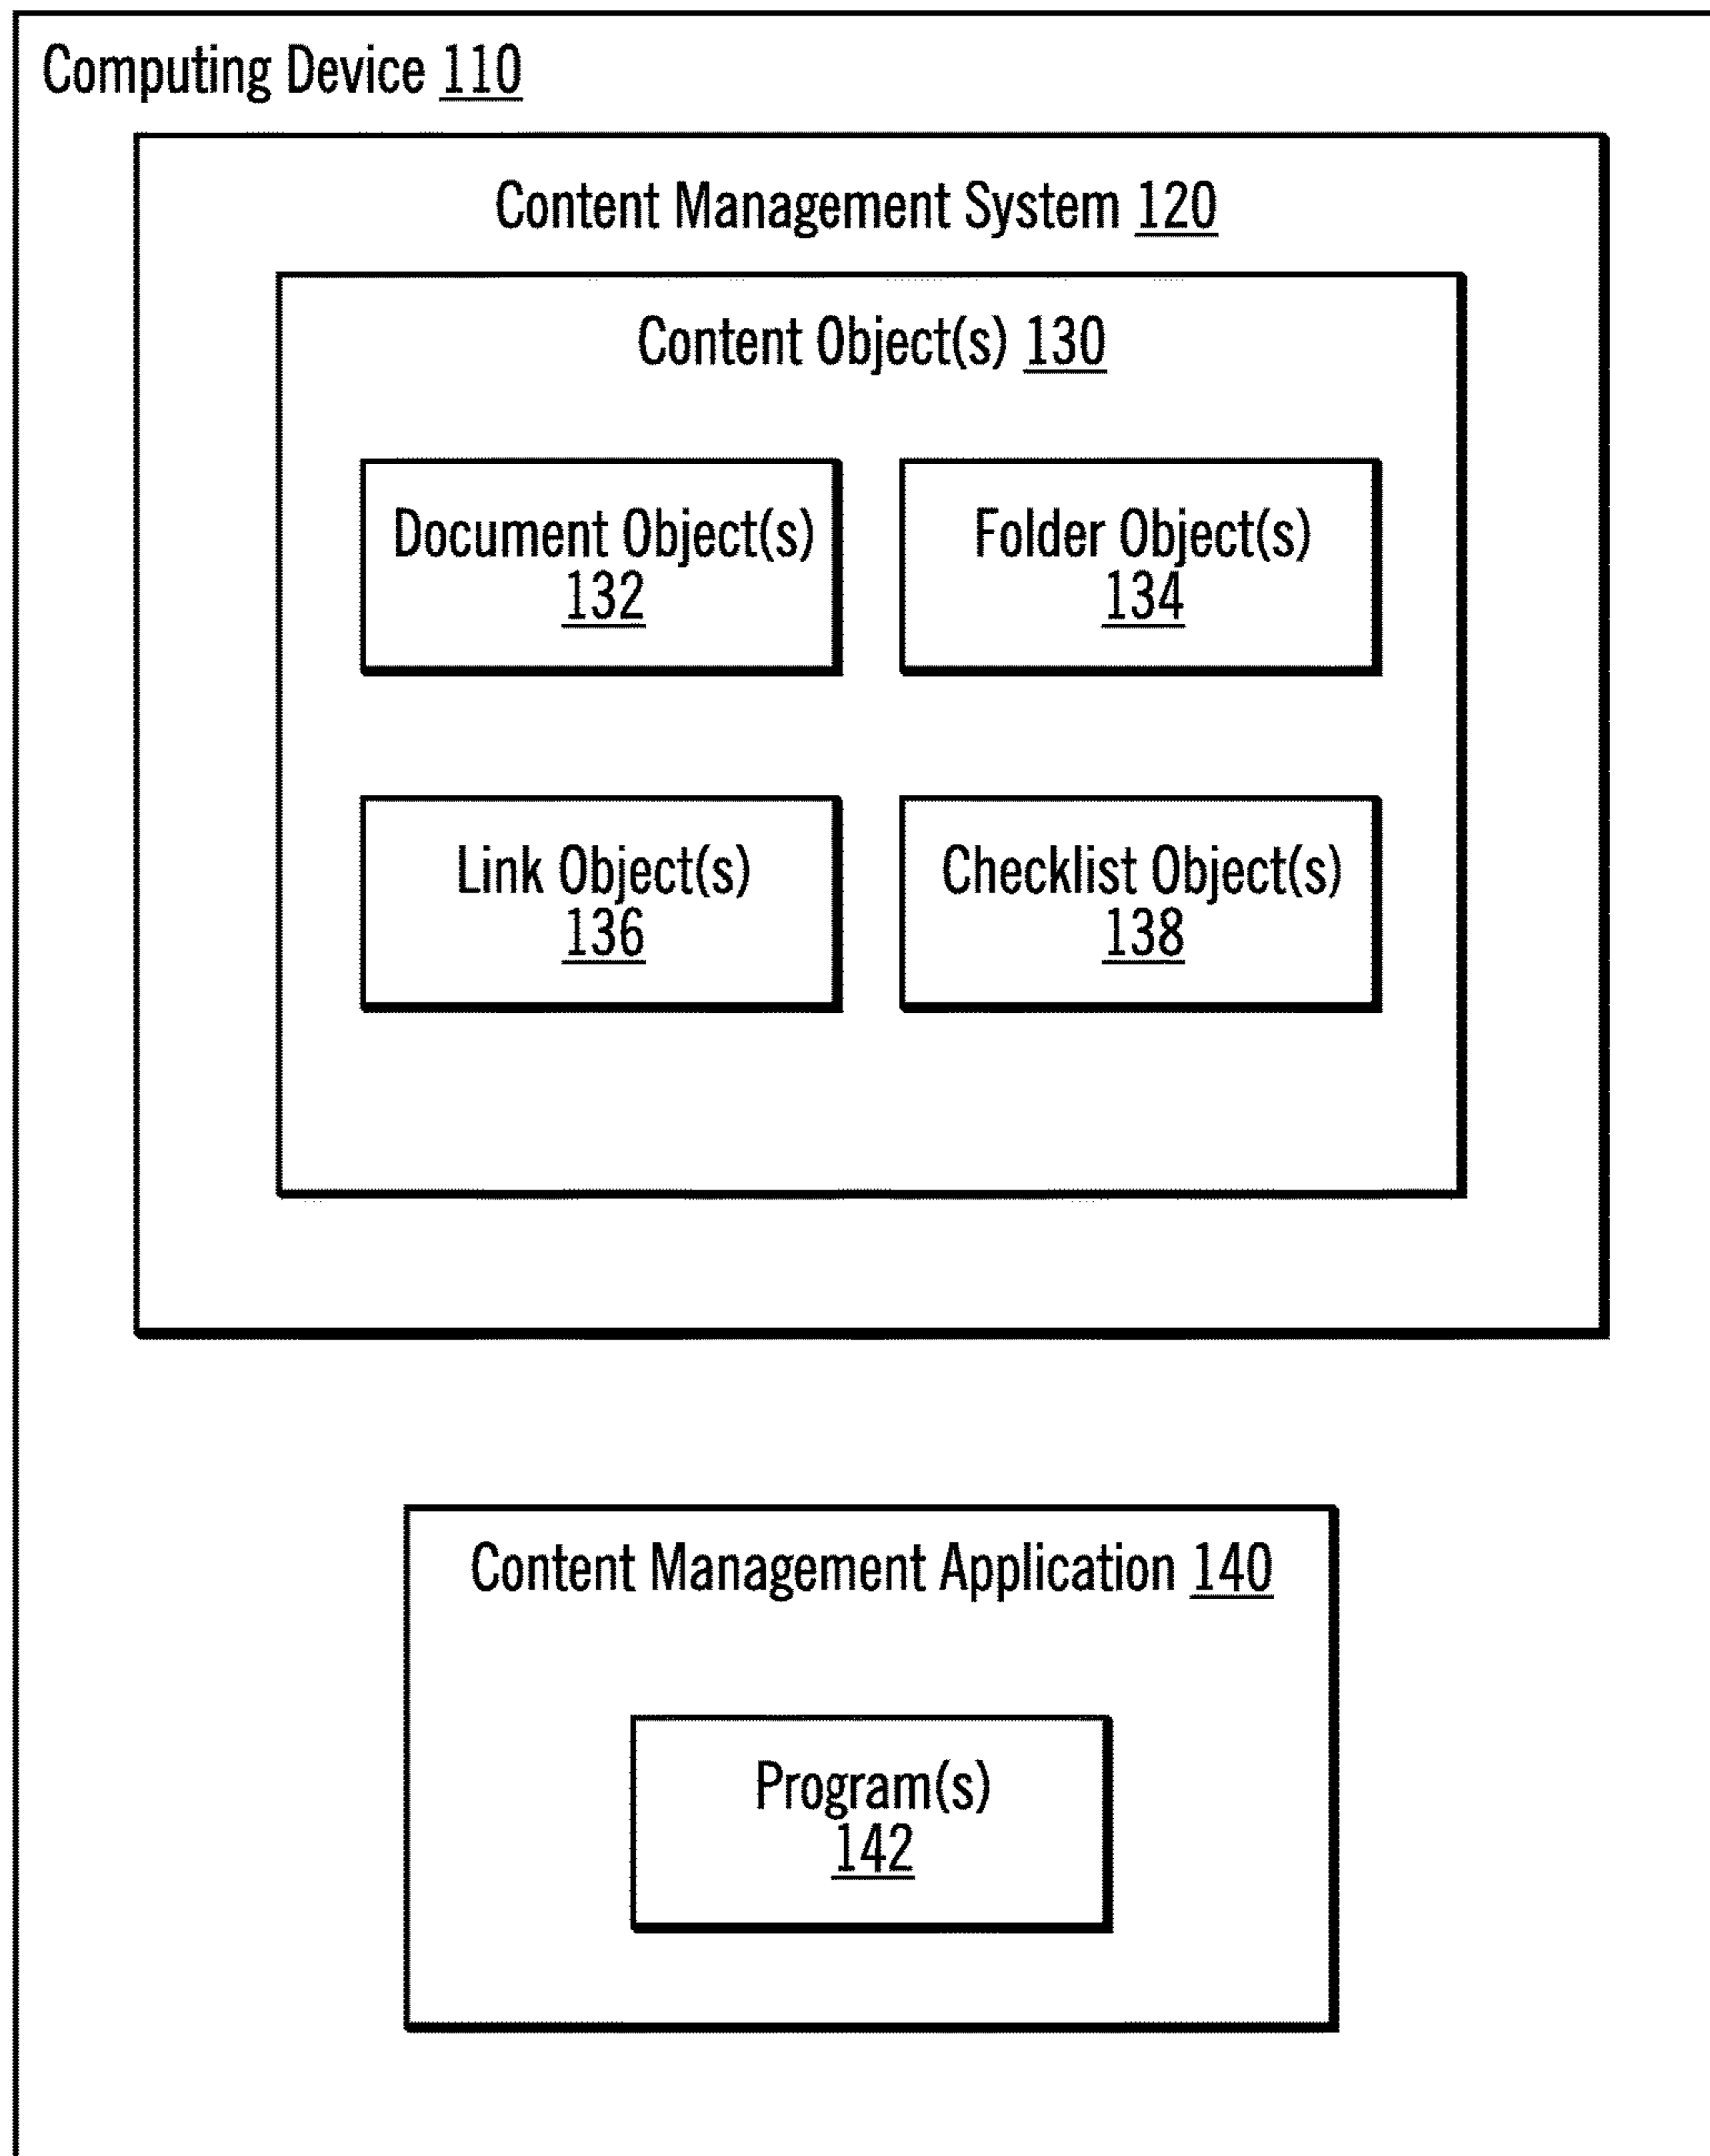 Computing Device 110
Content Management System 120
Content Object(s) 130
Document Object(s)
132
Folder Object(s)
134
Link Object(s)
136
Checklist Object(s)
138
Content Management Application 140
Program(s)
142